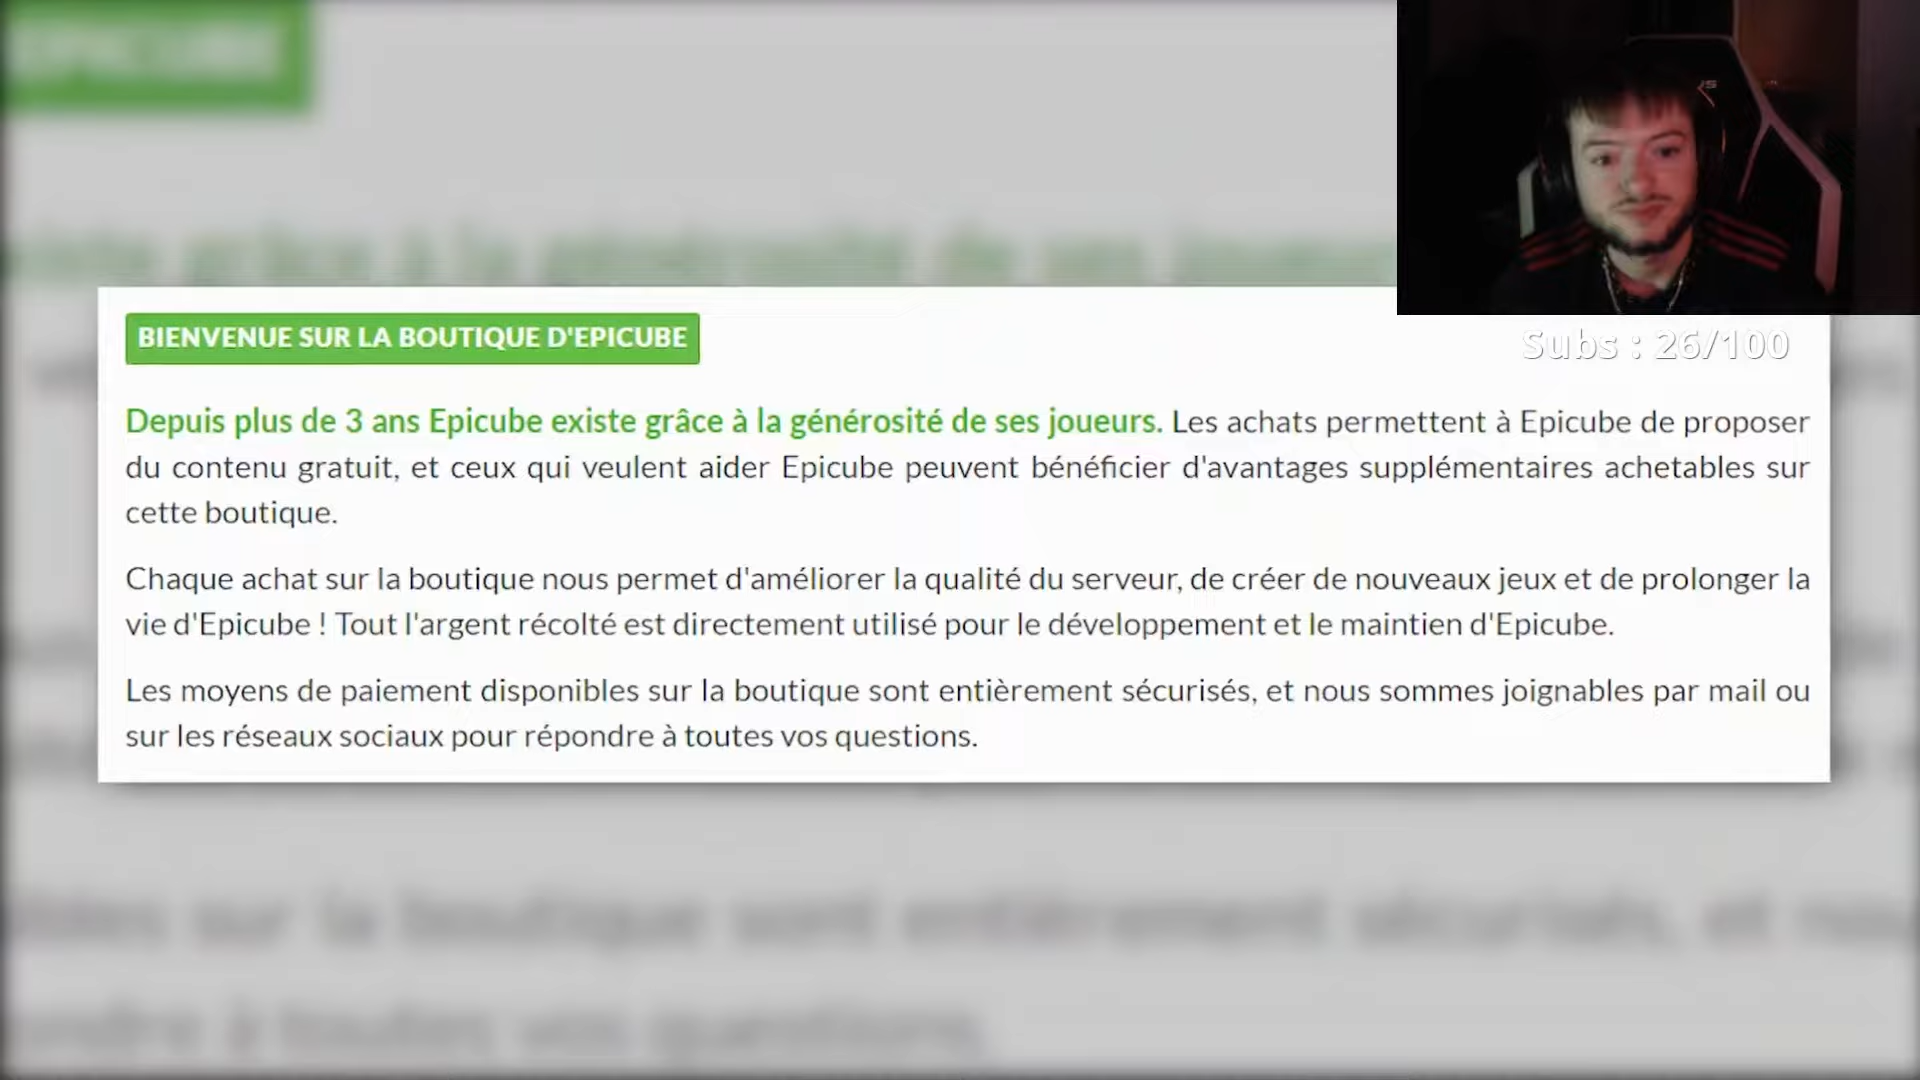 BIENVENUE SUR LA BOUTIQUE D'EPICUBE
Subs : 26/100
Depuis plus de 3 ans Epicube existe grâce à la générosité de ses joueurs. Les achats permettent à Epicube de proposer
du contenu gratuit, et ceux qui veulent aider Epicube peuvent bénéficier d'avantages supplémentaires achetables sur
cette boutique.
Chaque achat sur la boutique nous permet d'améliorer la qualité du serveur, de créer de nouveaux jeux et de prolonger la
vie d'Epicube ! Tout l'argent récolté est directement utilisé pour le développement et le maintien d'Epicube.
Les moyens de paiement disponibles sur la boutique sont entièrement sécurisés, et nous sommes joignables par mail ou
sur les réseaux sociaux pour répondre à toutes vos questions.